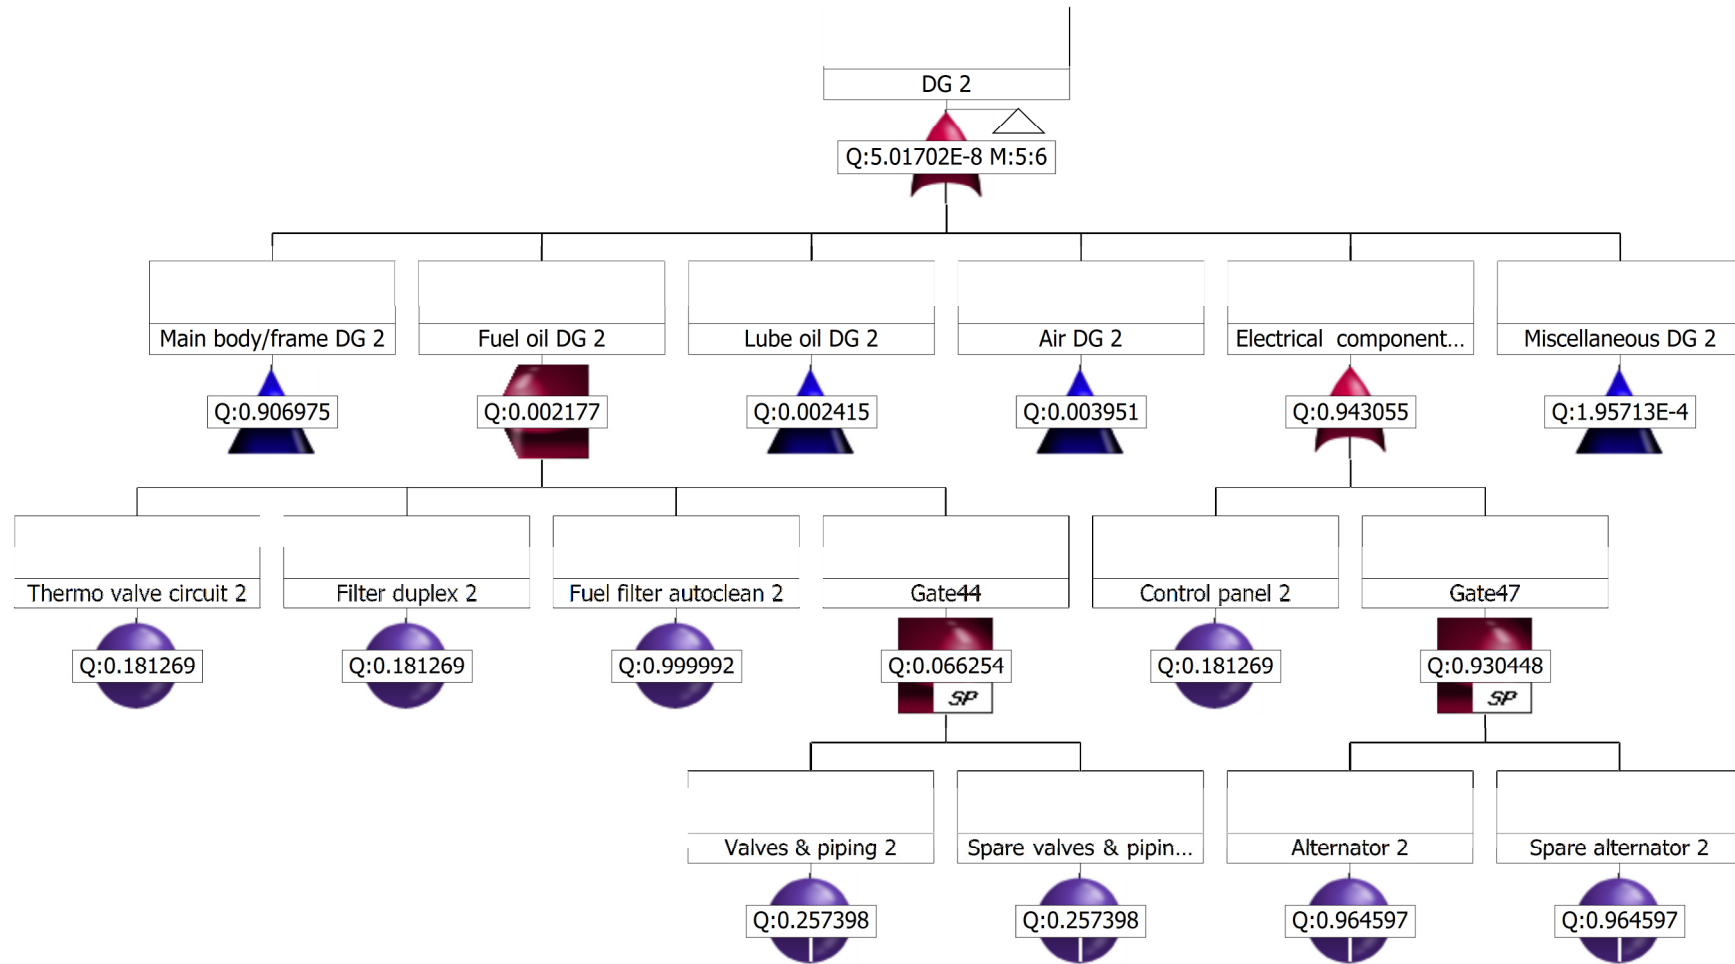 DG 2
Q:5.01702E-8 M:5:6
Main body/frame DG 2
Fuel oil DG 2
Lube oil DG 2
Air DG 2
Electrical component...
Miscellaneous DG 2
Q:0.906975
Q:0.002177
Q:0.002415
Q:0.003951
Q:0.943055
Q:1.95713E-4
Thermo valve circuit 2
Filter duplex 2
Fuel filter autoclean 2
Gate44
Control panel 2
Gate47
Q:0.181269
Q:0.181269
Q:0.999992
Q:0.066254
Q:0.181269
Q:0.930448
SP
SP
Valves & piping 2
Spare valves & pipin...
Alternator 2
Spare alternator 2
Q:0.257398
Q:0.257398
Q:0.964597
Q:0.964597